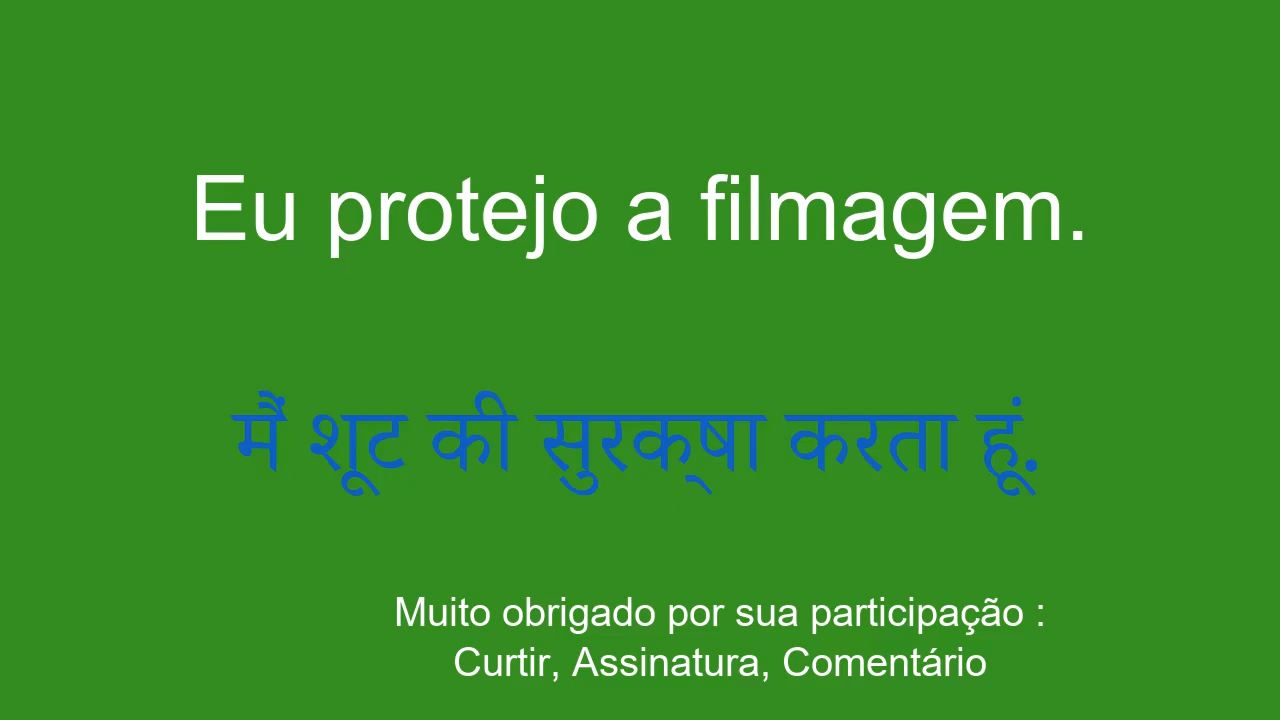 Eu protejo a filmagem.
मैं शूट की सुरक्षा करता हूं.
Muito obrigado por sua participação :
Curtir, Assinatura, Comentário